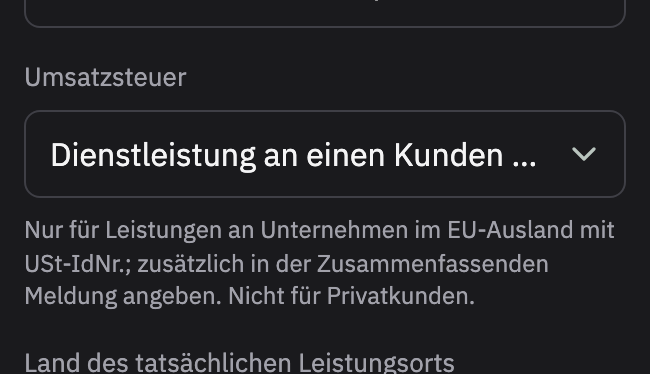 Umsatzsteuer
Dienstleistung an einen Kunden ...
Nur für Leistungen an Unternehmen im EU-Ausland mit
USt-IdNr.; zusätzlich in der Zusammenfassenden
Meldung angeben. Nicht für Privatkunden.
Land des tatsächlichen Leistungsorts